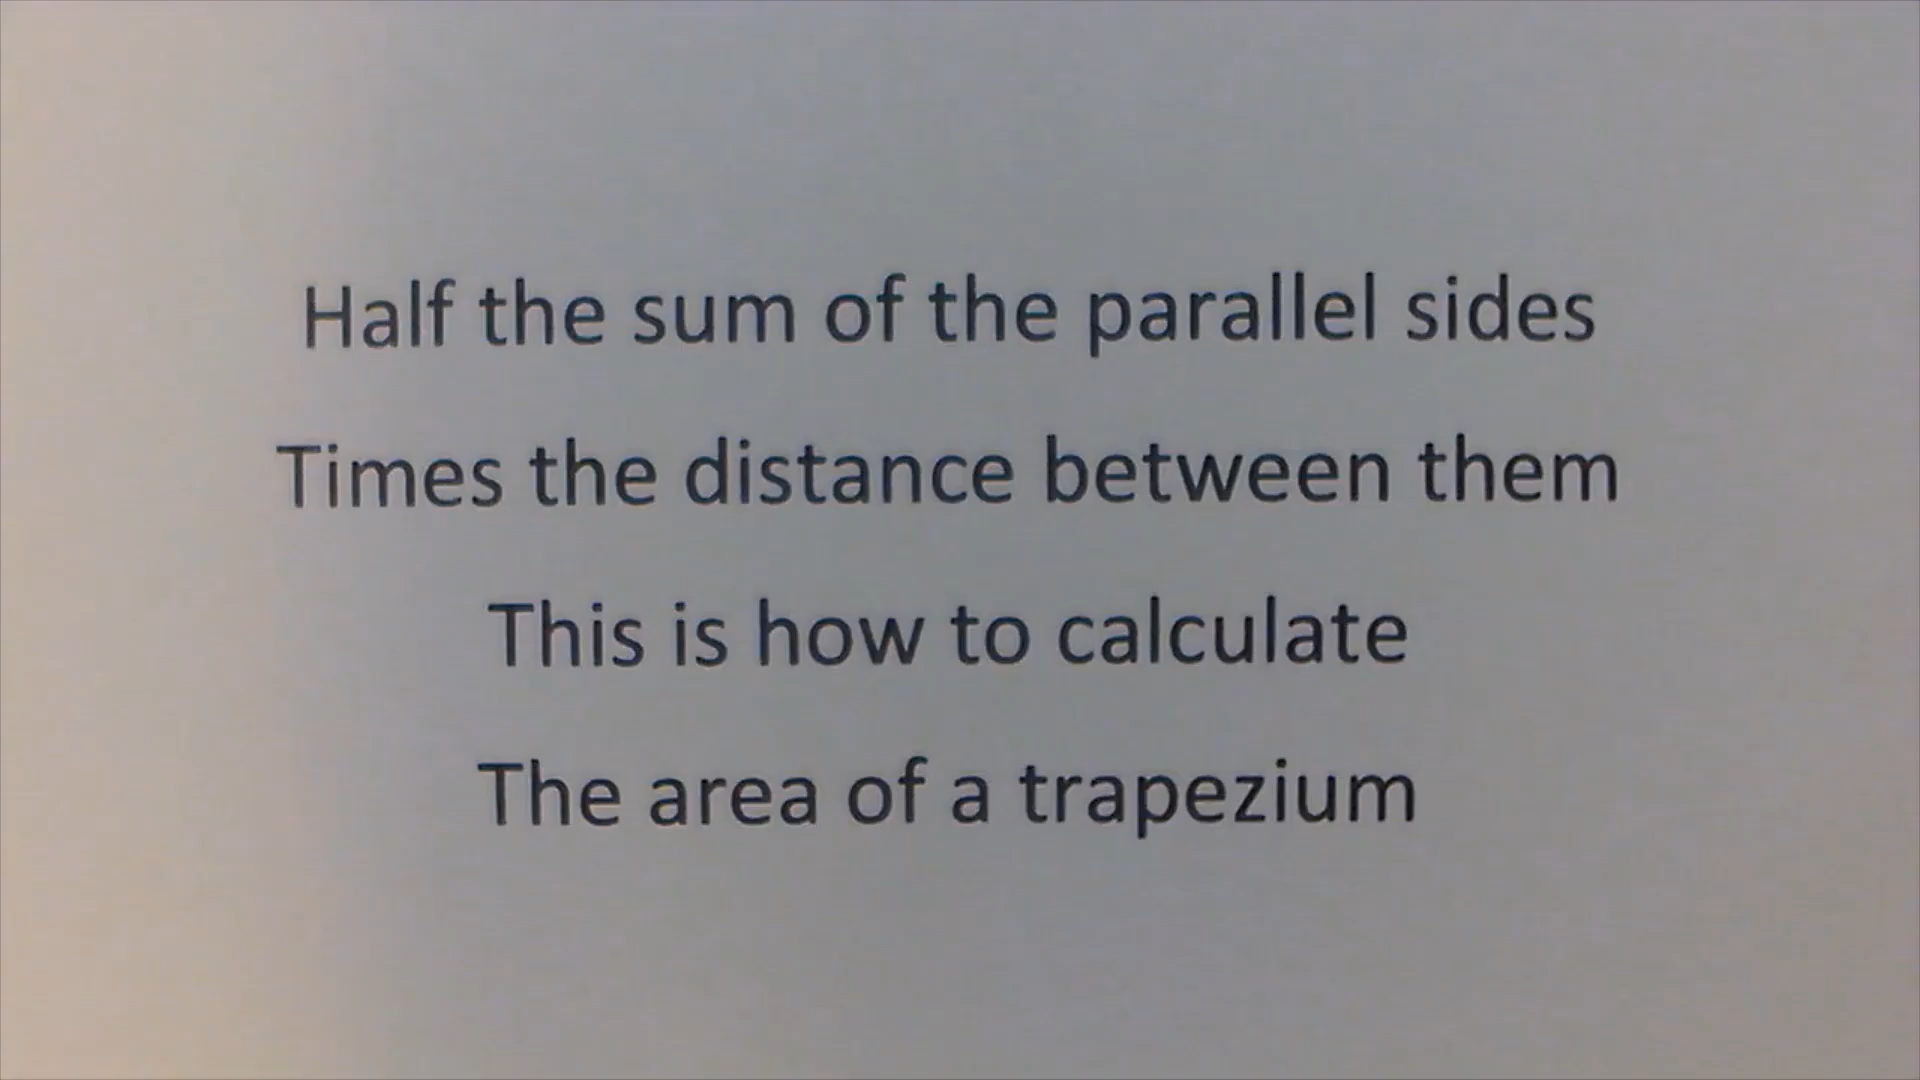 Half the sum of the parallel sides
Times the distance between them
This is how to calculate
The area of a trapezium